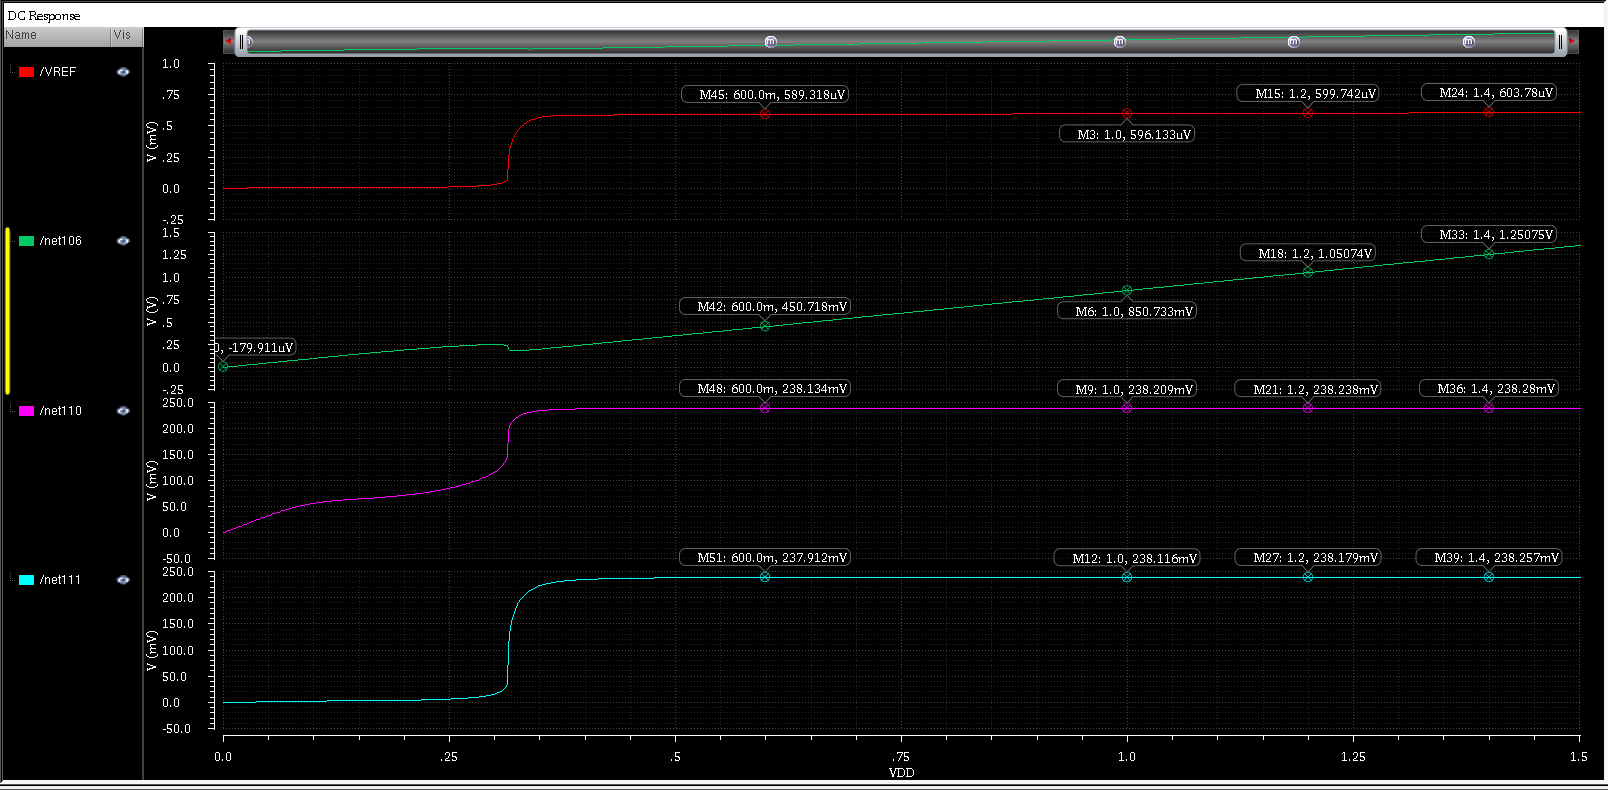 DC Response
Name Vis
/VREF
1.0
.75
.5
.25
0.0
-.25
V (mV)
M45: 600.0m, 589.318uV
M3: 1.0, 596.133uV
M15: 1.2, 599.742uV
M24: 1.4, 603.78uV
/net106
1.5
1.25
1.0
.75
.5
.25
0.0
-.25
V (V)
), -179.911uV
M42: 600.0m, 450.718mV
M6: 1.0, 850.733mV
M18: 1.2, 1.05074V
M33: 1.4, 1.25075V
/net110
250.0
200.0
150.0
100.0
50.0
0.0
-50.0
V (mV)
M48: 600.0m, 238.134mV
M9: 1.0, 238.209mV
M21: 1.2, 238.238mV
M36: 1.4, 238.28mV
/net111
250.0
200.0
150.0
100.0
50.0
0.0
-50.0
V (mV)
M51: 600.0m, 237.912mV
M12: 1.0, 238.116mV
M27: 1.2, 238.179mV
M39: 1.4, 238.257mV
0.0 .25 .5 .75 1.0 1.25 1.5
VDD